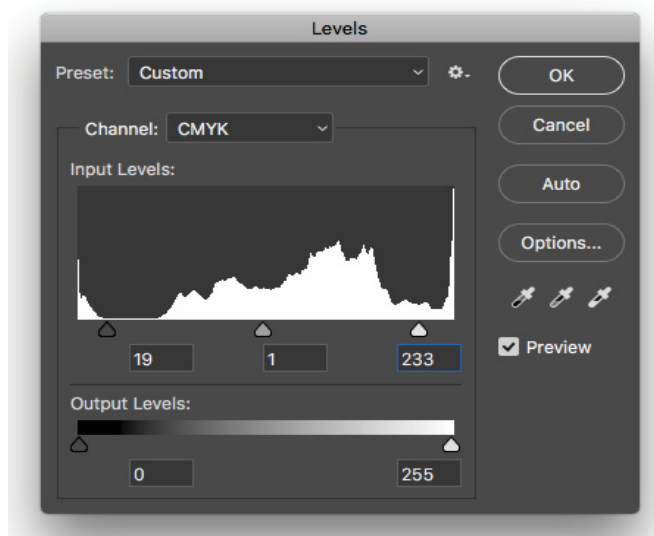 Levels
Preset: Custom
OK
Channel: CMYK
Cancel
Input Levels:
Auto
Options...
19 1 233
Preview
Output Levels:
0 255